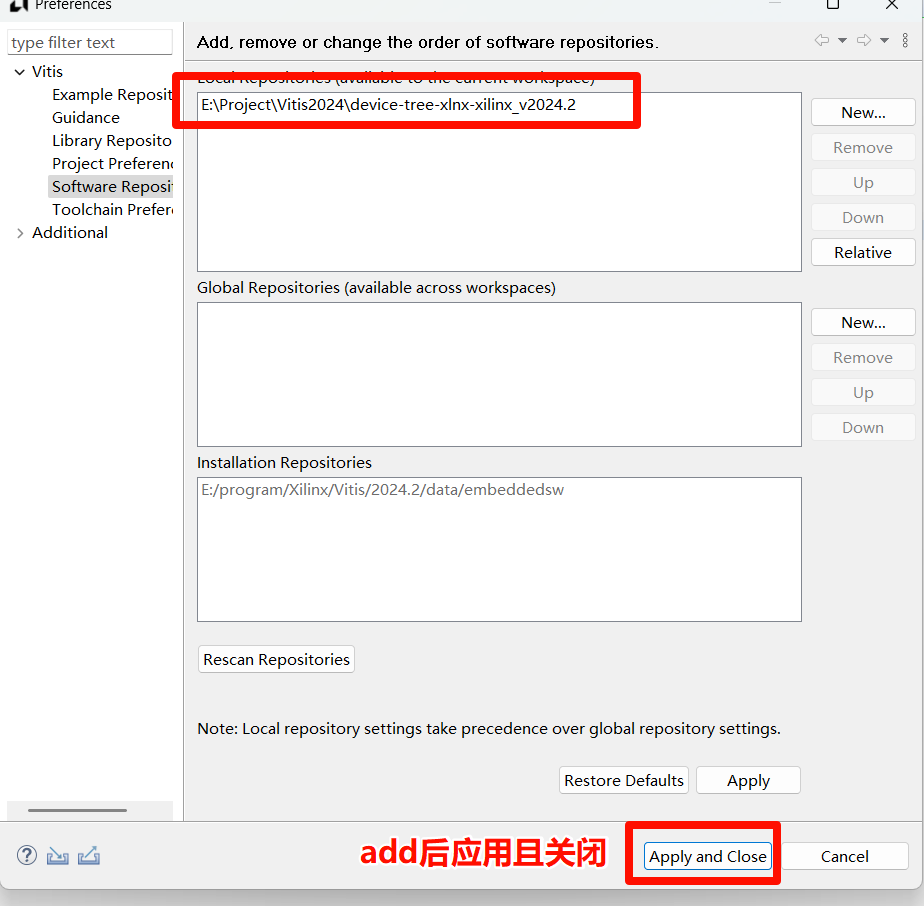 Preferences
type filter text
Add, remove or change the order of software repositories.
Vitis
Example Reposit
Guidance
Library Reposito
Project Preferenc
Software Reposi
Toolchain Prefer
Additional
Local Repositories (available to the current workspace)
E:\Project\Vitis2024\device-tree-xlnx-xilinx_v2024.2
New...
Remove
Up
Down
Relative
Global Repositories (available across workspaces)
New...
Remove
Up
Down
Installation Repositories
E:/program/Xilinx/Vitis/2024.2/data/embeddedsw
Rescan Repositories
Note: Local repository settings take precedence over global repository settings.
Restore Defaults
Apply
add后应用且关闭
Apply and Close
Cancel